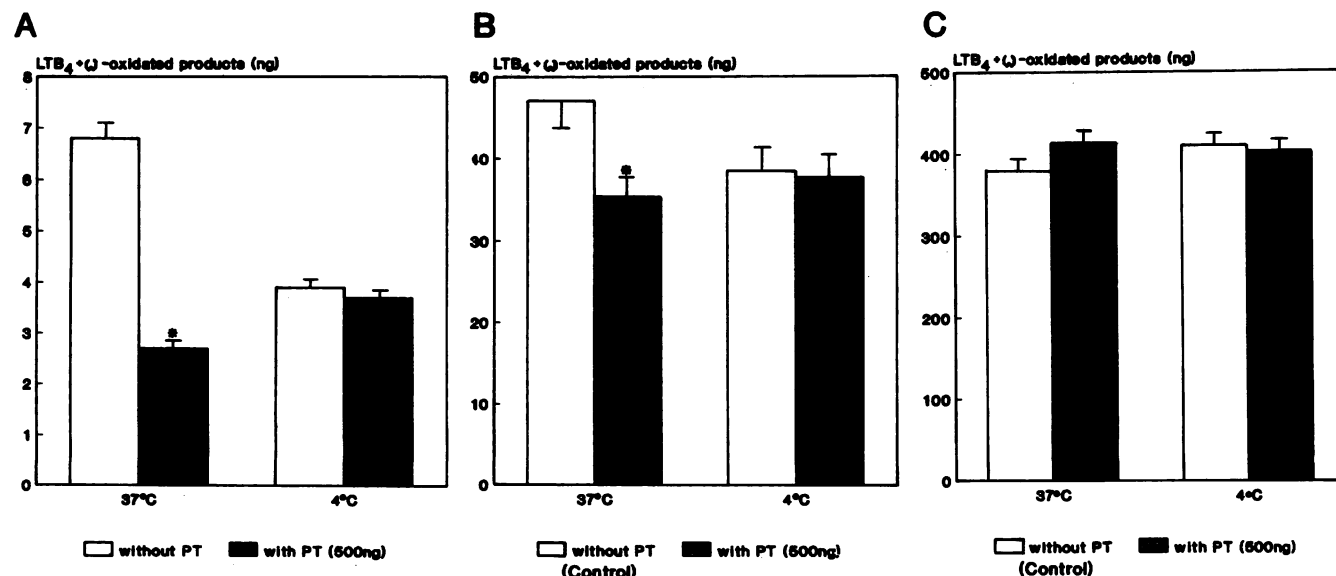 A
LTB4+ω-oxidated products (ng)
8
7
6
5
4
3
2
1
0
*
37°C
4°C
without PT
with PT (500ng)
B
LTB4+ω-oxidated products (ng)
50
40
30
20
10
0
*
37°C
4°C
without PT
(Control)
with PT (500ng)
C
LTB4+ω-oxidated products (ng)
500
400
300
200
100
0
37°C
4°C
without PT
(Control)
with PT (500ng)